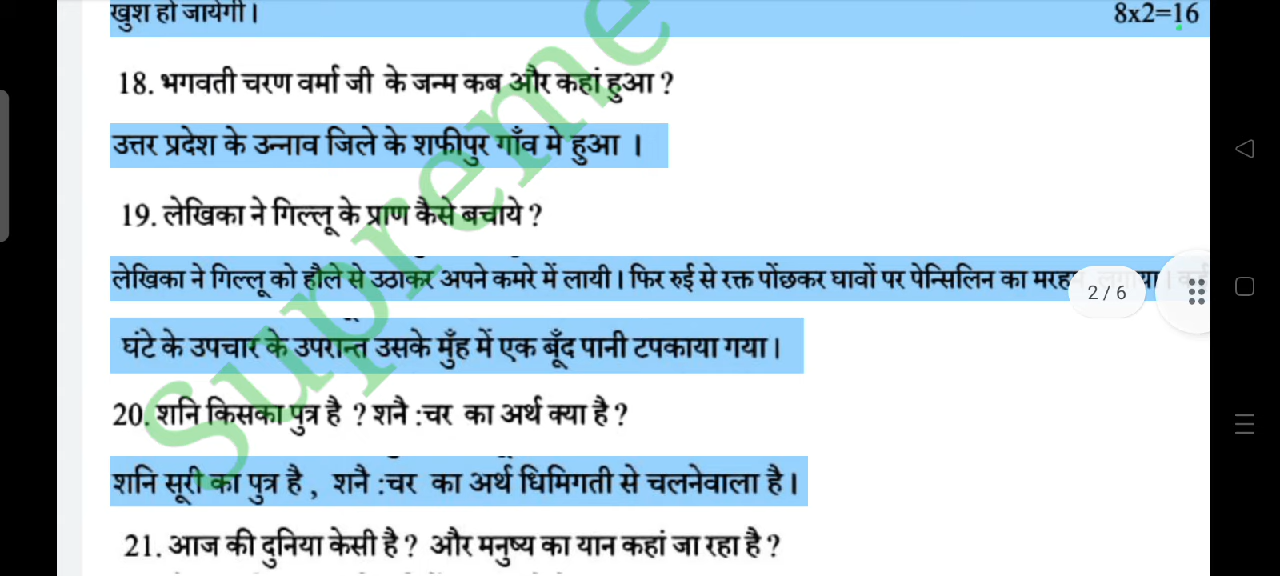 खुश हो जायेगी। 8x2=16
18. भगवती चरण वर्मा जी के जन्म कब और कहां हुआ ?
उत्तर प्रदेश के उन्नाव जिले के शफीपुर गाँव मे हुआ ।
19. लेखिका ने गिल्लू के प्राण कैसे बचाये ?
लेखिका ने गिल्लू को हौले से उठाकर अपने कमरे में लायी। फिर रुई से रक्त पोंछकर घावों पर पेन्सिलिन का
2 / 6
घंटे के उपचार के उपरान्त उसके मुँह में एक बूँद पानी टपकाया गया।
20. शनि किसका पुत्र है ? शनै :चर का अर्थ क्या है ?
शनि सूरी का पुत्र है , शनै :चर का अर्थ धिमिगती से चलनेवाला है।
21. आज की दुनिया केसी है ? और मनुष्य का यान कहां जा रहा है ?
Supreme